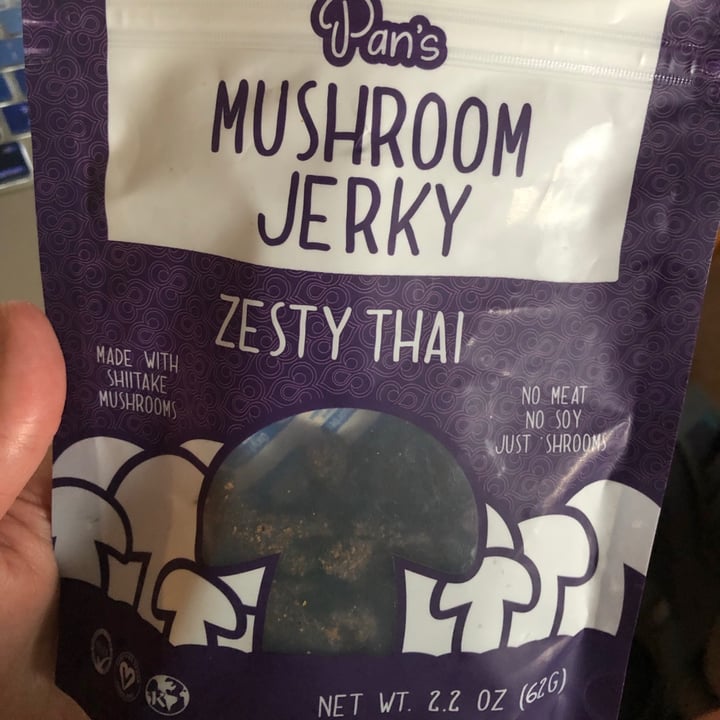 Pan's
MUSHROOM
JERKY
ZESTY THAI
MADE WITH
SHIITAKE
MUSHROOMS
NO MEAT
NO SOY
JUST 'SHROOMS
NET WT. 2.2 OZ (62G)